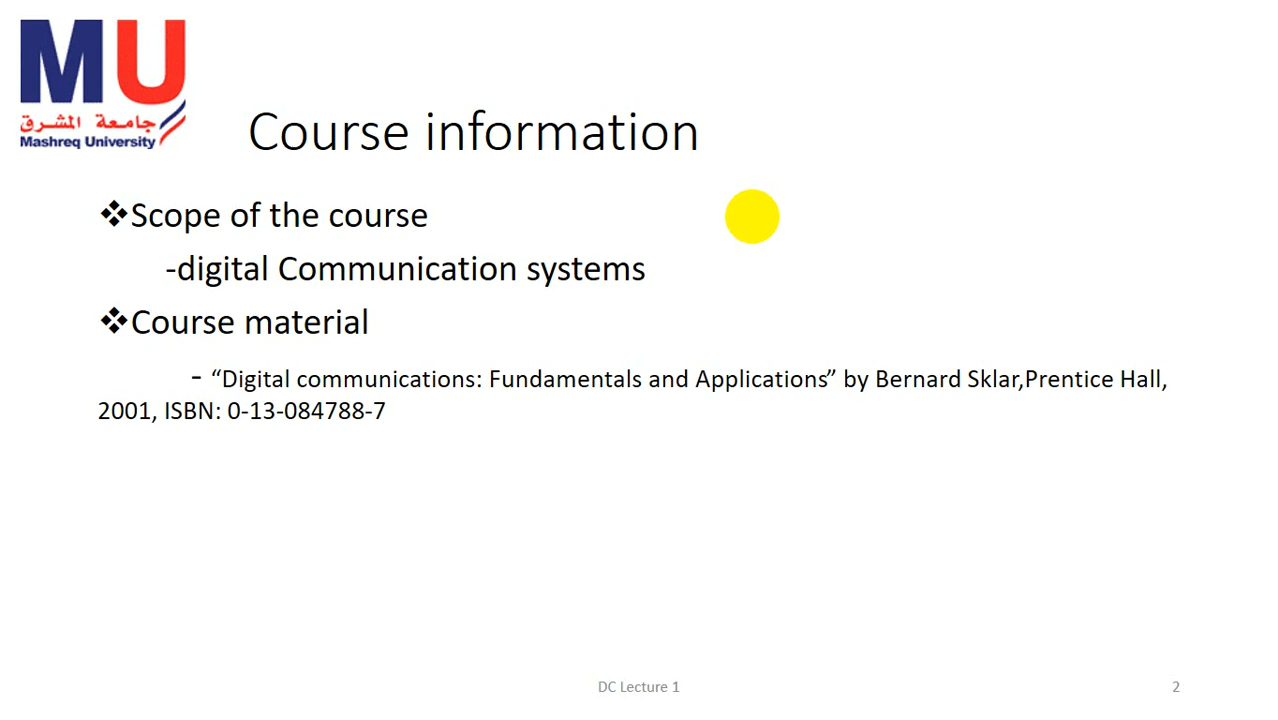 MU
جامعة المشرق
Mashreq University
Course information
❖Scope of the course
-digital Communication systems
❖Course material
- “Digital communications: Fundamentals and Applications” by Bernard Sklar,Prentice Hall,
2001, ISBN: 0-13-084788-7
DC Lecture 1
2